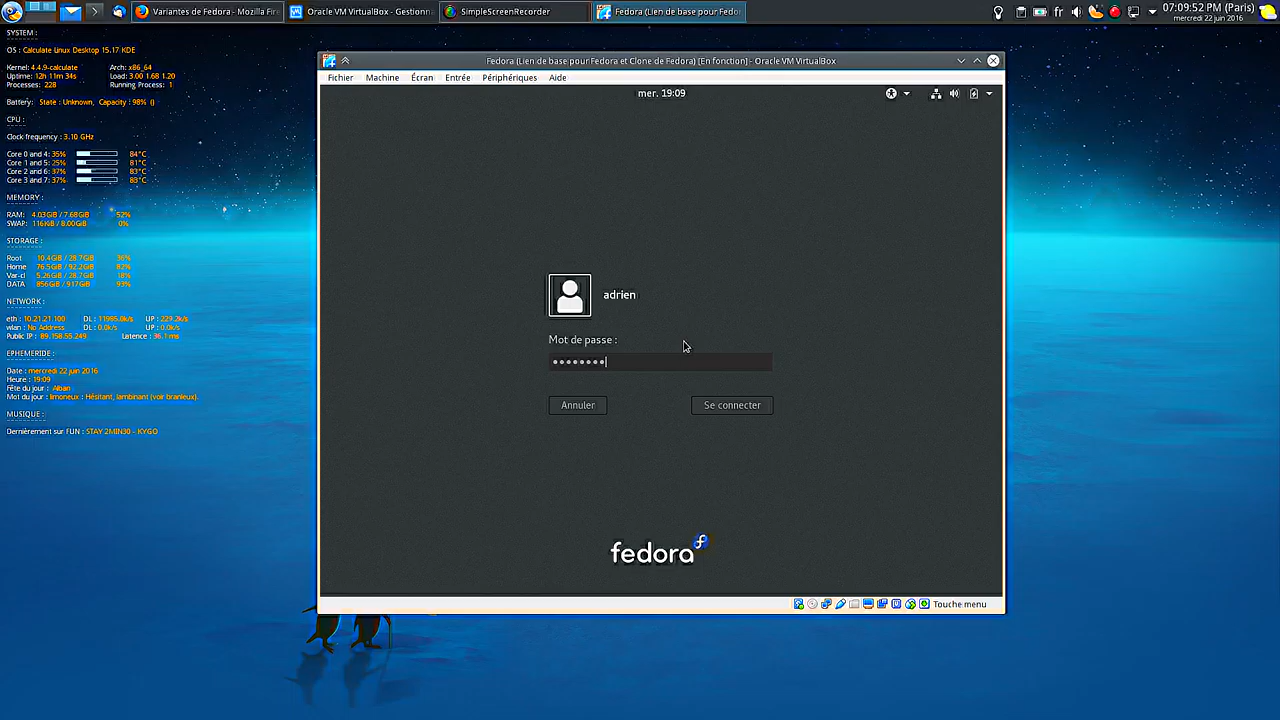 Variantes de Fedora - Mozilla Fire
Oracle VM VirtualBox - Gestionna
SimpleScreenRecorder
Fedora (Lien de base pour Fedor
fr
07:09:52 PM (Paris)
mercredi 22 juin 2016
SYSTEM :
OS : Calculate Linux Desktop 15.17 KDE
Kernel: 4.4.9-calculate Arch: x86_64
Uptime: 12h 11m 34s Load: 3.00 1.68 1.20
Processes: 228 Running Process: 1
Battery: State : Unknown, Capacity : 98% ()
CPU :
Clock frequency : 3.10 GHz
Core 0 and 4: 35% 84°C
Core 1 and 5: 25% 81°C
Core 2 and 6: 37% 83°C
Core 3 and 7: 37% 83°C
MEMORY :
RAM: 4.03GiB / 7.68GiB 52%
SWAP: 116KiB / 8.00GiB 0%
STORAGE :
Root 10.4GiB / 28.7GiB 36%
Home 76.5GiB / 92.2GiB 82%
Var-cl 5.26GiB / 28.7GiB 18%
DATA 856GiB / 917GiB 93%
NETWORK :
eth : 10.21.21.100 DL : 11985.0k/s UP : 229.2k/s
wlan : No Address DL : 0.0k/s UP : 0.0k/s
Public IP : 89.158.55.249 Latence : 36.1 ms
EPHEMERIDE :
Date : mercredi 22 juin 2016
Heure : 19:09
Fête du jour : Alban
Mot du jour : limoneux : Hésitant, lambinant (voir branleux).
MUSIQUE :
Dernièrement sur FUN : STAY 2MIN30 - KYGO
Fedora (Lien de base pour Fedora et Clone de Fedora) [En fonction] - Oracle VM VirtualBox
Fichier Machine Écran Entrée Périphériques Aide
mer. 19:09
adrien
Mot de passe :
Annuler Se connecter
fedora
Touche menu